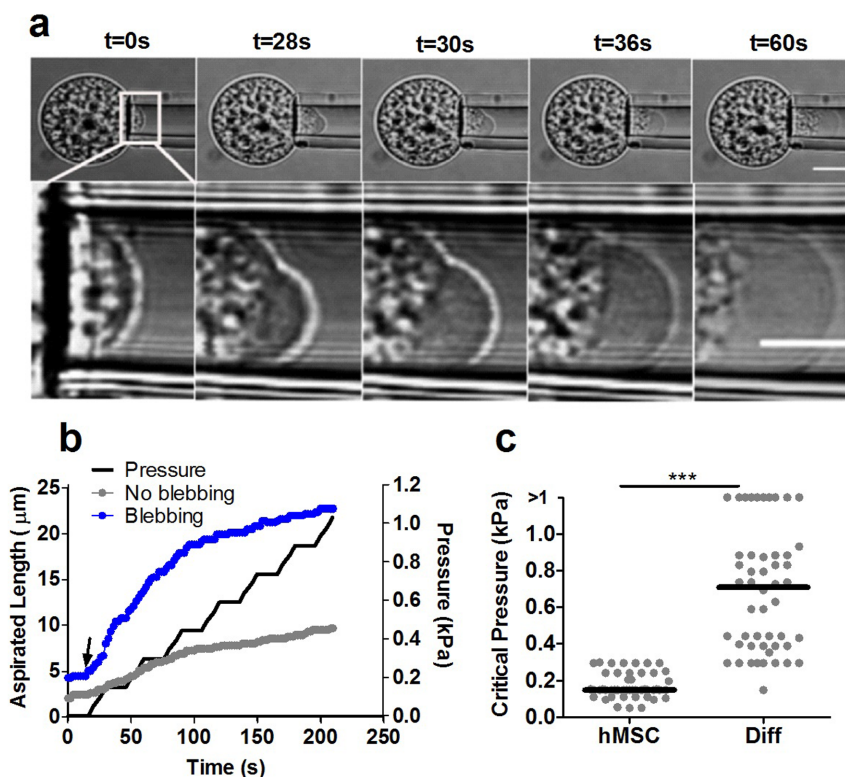 a
t=0s t=28s t=30s t=36s t=60s
b
Pressure
No blebbing
Blebbing
25
20
15
10
5
0
Aspirated Length ( μm)
1.2
1.0
0.8
0.6
0.4
0.2
0.0
Pressure
(kPa)
0 50 100 150 200 250
Time (s)
c
***
>1
1.0
0.8
0.6
0.4
0.2
0.0
Critical Pressure (kPa)
hMSC Diff